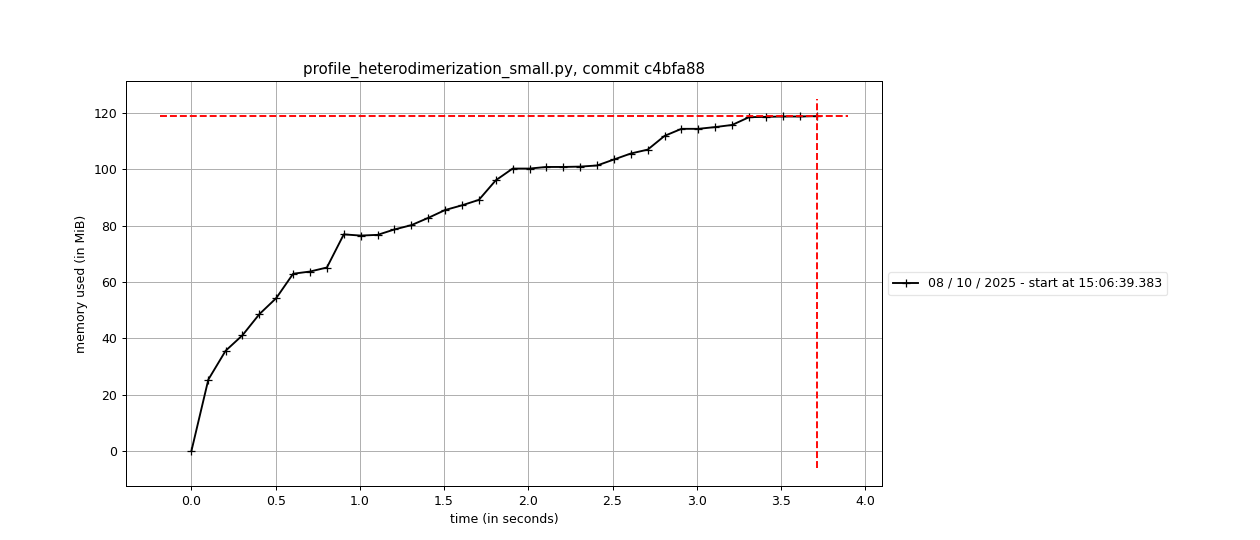 profile_heterodimerization_small.py, commit c4bfa88
120
100
80
60
40
20
0
memory used (in MiB)
0.0 0.5 1.0 1.5 2.0 2.5 3.0 3.5 4.0
time (in seconds)
08 / 10 / 2025 - start at 15:06:39.383